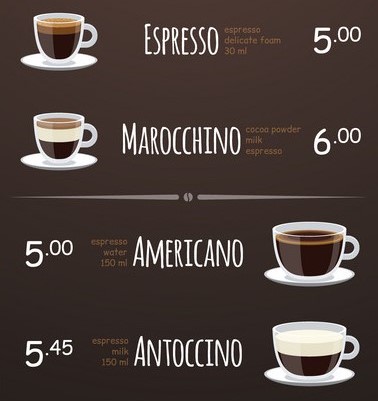 Espresso
espresso
delicate foam
30 ml
5.00
Marocchino
cocoa powder
milk
espresso
6.00
5.00
espresso
water
150 ml
Americano
5.45
espresso
milk
150 ml
Antoccino